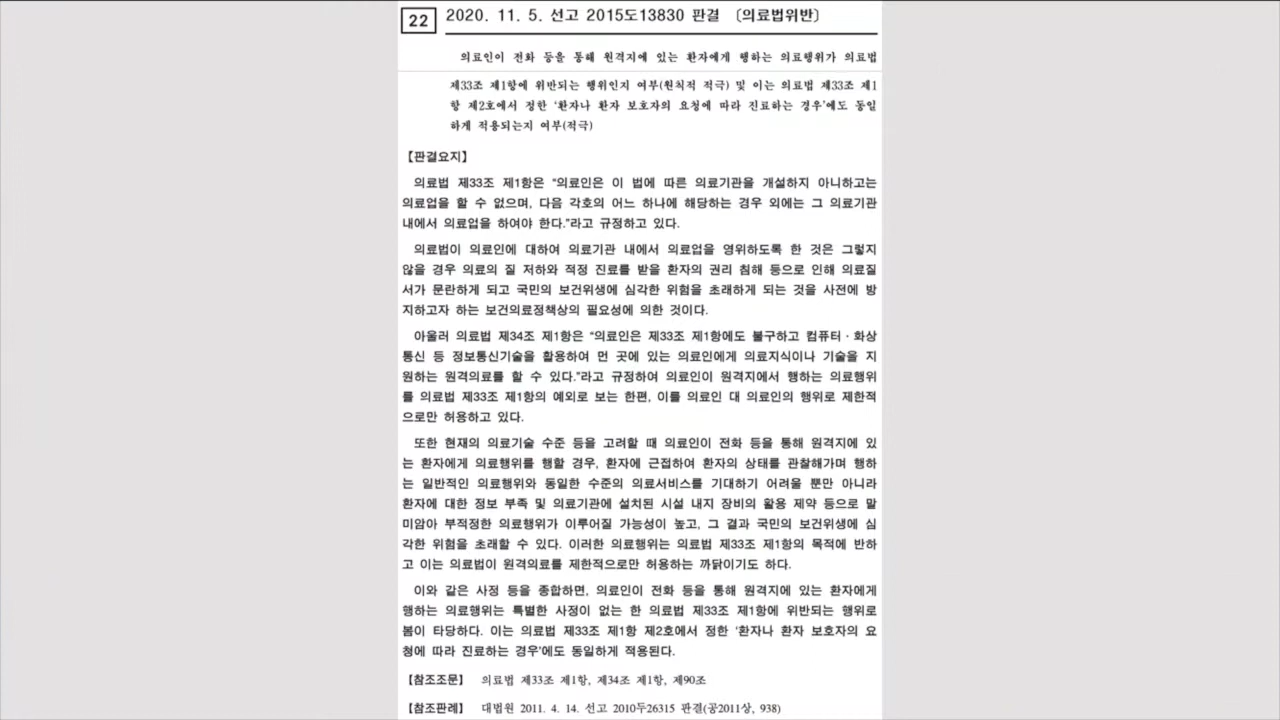 22
2020. 11. 5. 선고 2015도13830 판결 〔의료법위반〕
의료인이 전화 등을 통해 원격지에 있는 환자에게 행하는 의료행위가 의료법
제33조 제1항에 위반되는 행위인지 여부(원칙적 적극) 및 이는 의료법 제33조 제1
항 제2호에서 정한 ‘환자나 환자 보호자의 요청에 따라 진료하는 경우’에도 동일
하게 적용되는지 여부(적극)
【판결요지】
의료법 제33조 제1항은 “의료인은 이 법에 따른 의료기관을 개설하지 아니하고는
의료업을 할 수 없으며, 다음 각호의 어느 하나에 해당하는 경우 외에는 그 의료기관
내에서 의료업을 하여야 한다.”라고 규정하고 있다.
의료법이 의료인에 대하여 의료기관 내에서 의료업을 영위하도록 한 것은 그렇지
않을 경우 의료의 질 저하와 적정 진료를 받을 환자의 권리 침해 등으로 인해 의료질
서가 문란하게 되고 국민의 보건위생에 심각한 위험을 초래하게 되는 것을 사전에 방
지하고자 하는 보건의료정책상의 필요성에 의한 것이다.
아울러 의료법 제34조 제1항은 “의료인은 제33조 제1항에도 불구하고 컴퓨터·화상
통신 등 정보통신기술을 활용하여 먼 곳에 있는 의료인에게 의료지식이나 기술을 지
원하는 원격의료를 할 수 있다.”라고 규정하여 의료인이 원격지에서 행하는 의료행위
를 의료법 제33조 제1항의 예외로 보는 한편, 이를 의료인 대 의료인의 행위로 제한적
으로만 허용하고 있다.
또한 현재의 의료기술 수준 등을 고려할 때 의료인이 전화 등을 통해 원격지에 있
는 환자에게 의료행위를 행할 경우, 환자에 근접하여 환자의 상태를 관찰해가며 행하
는 일반적인 의료행위와 동일한 수준의 의료서비스를 기대하기 어려울 뿐만 아니라
환자에 대한 정보 부족 및 의료기관에 설치된 시설 내지 장비의 활용 제약 등으로 말
미암아 부적정한 의료행위가 이루어질 가능성이 높고, 그 결과 국민의 보건위생에 심
각한 위험을 초래할 수 있다. 이러한 의료행위는 의료법 제33조 제1항의 목적에 반하
고 이는 의료법이 원격의료를 제한적으로만 허용하는 까닭이기도 하다.
이와 같은 사정 등을 종합하면, 의료인이 전화 등을 통해 원격지에 있는 환자에게
행하는 의료행위는 특별한 사정이 없는 한 의료법 제33조 제1항에 위반되는 행위로
봄이 타당하다. 이는 의료법 제33조 제1항 제2호에서 정한 ‘환자나 환자 보호자의 요
청에 따라 진료하는 경우’에도 동일하게 적용된다.
【참조조문】 의료법 제33조 제1항, 제34조 제1항, 제90조
【참조판례】 대법원 2011. 4. 14. 선고 2010두26315 판결(공2011상, 938)